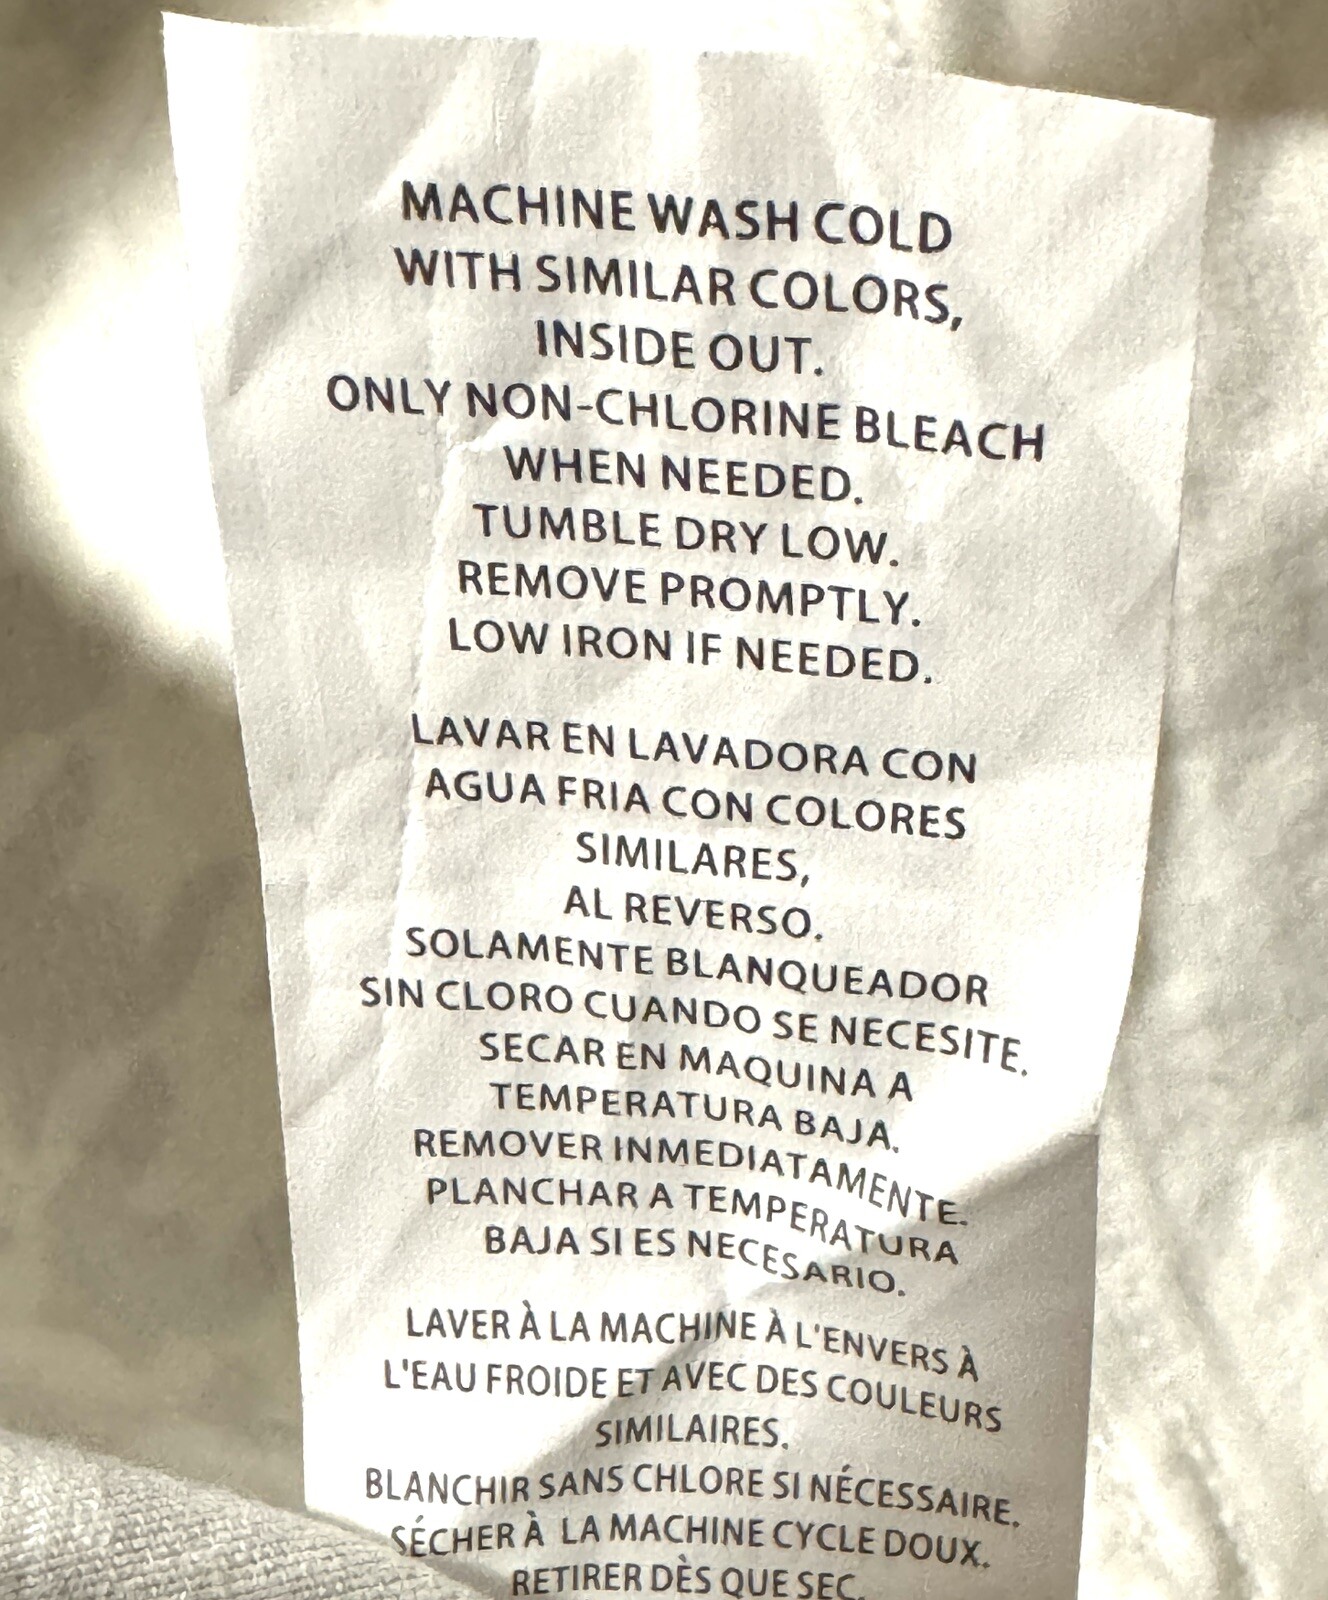 MACHINE WASH COLD
WITH SIMILAR COLORS,
INSIDE OUT.
ONLY NON-CHLORINE BLEACH
WHEN NEEDED.
TUMBLE DRY LOW.
REMOVE PROMPTLY.
LOW IRON IF NEEDED.
LAVAR EN LAVADORA CON
AGUA FRIA CON COLORES
SIMILARES,
AL REVERSO.
SOLAMENTE BLANQUEADOR
SIN CLORO CUANDO SE NECESITE.
SECAR EN MAQUINA A
TEMPERATURA BAJA.
REMOVER INMEDIATAMENTE.
PLANCHAR A TEMPERATURA
BAJA SI ES NECESARIO.
LAVER À LA MACHINE À L'ENVERS À
L'EAU FROIDE ET AVEC DES COULEURS
SIMILAIRES.
BLANCHIR SANS CHLORE SI NÉCESSAIRE.
SÉCHER À LA MACHINE CYCLE DOUX.
RETIRER DÈS QUE SEC.